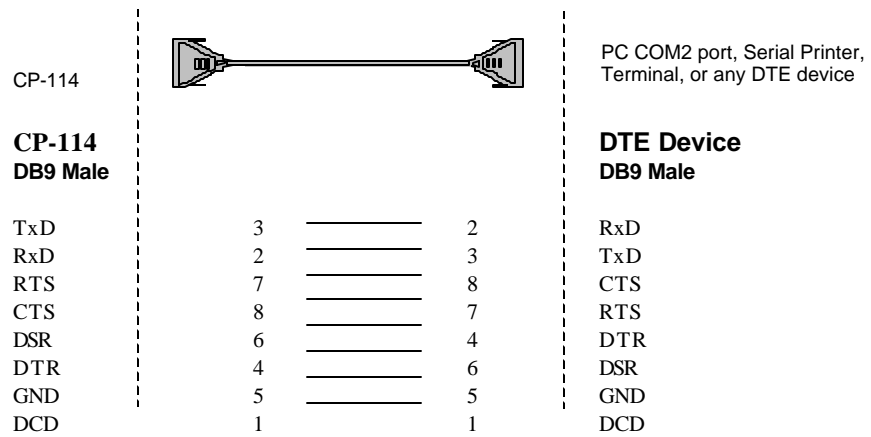 PC COM2 port, Serial Printer,
CP-114 Terminal, or any DTE device
CP-114 DTE Device
DB9 Male DB9 Male
TxD 3 2 RxD
RxD 2 3 TxD
RTS 7 8 CTS
CTS 8 7 RTS
DSR 6 4 DTR
DTR 4 6 DSR
GND 5 5 GND
DCD 1 1 DCD